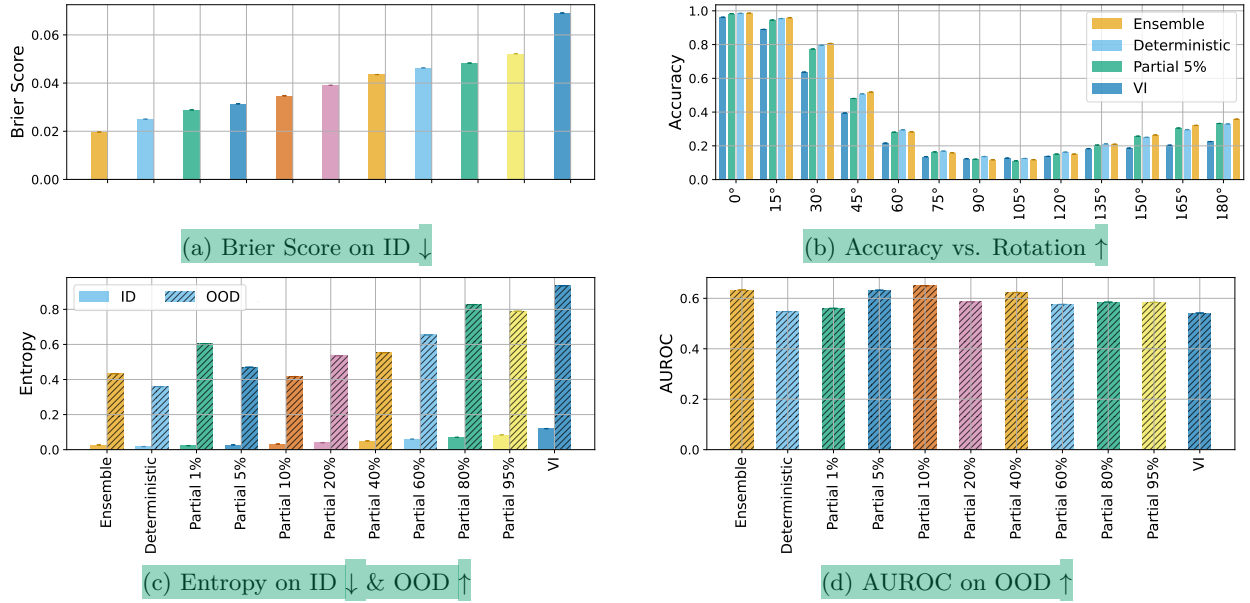 Brier Score
0.06
0.04
0.02
0.00
(a) Brier Score on ID ↓
Accuracy
1.0
0.8
0.6
0.4
0.2
0.0
Ensemble
Deterministic
Partial 5%
VI
0°
15°
30°
45°
60°
75°
90°
105°
120°
135°
150°
165°
180°
(b) Accuracy vs. Rotation ↑
Entropy
0.8
0.6
0.4
0.2
0.0
ID
OOD
Ensemble
Deterministic
Partial 1%
Partial 5%
Partial 10%
Partial 20%
Partial 40%
Partial 60%
Partial 80%
Partial 95%
VI
(c) Entropy on ID ↓ & OOD ↑
AUROC
0.6
0.4
0.2
0.0
Ensemble
Deterministic
Partial 1%
Partial 5%
Partial 10%
Partial 20%
Partial 40%
Partial 60%
Partial 80%
Partial 95%
VI
(d) AUROC on OOD ↑